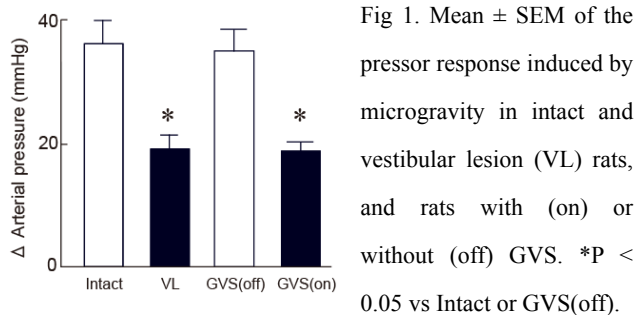 40
20
0
Δ Arterial pressure (mmHg)
*
*
Intact
VL
GVS(off)
GVS(on)
Fig 1. Mean ± SEM of the
pressor response induced by
microgravity in intact and
vestibular lesion (VL) rats,
and rats with (on) or
without (off) GVS. *P <
0.05 vs Intact or GVS(off).